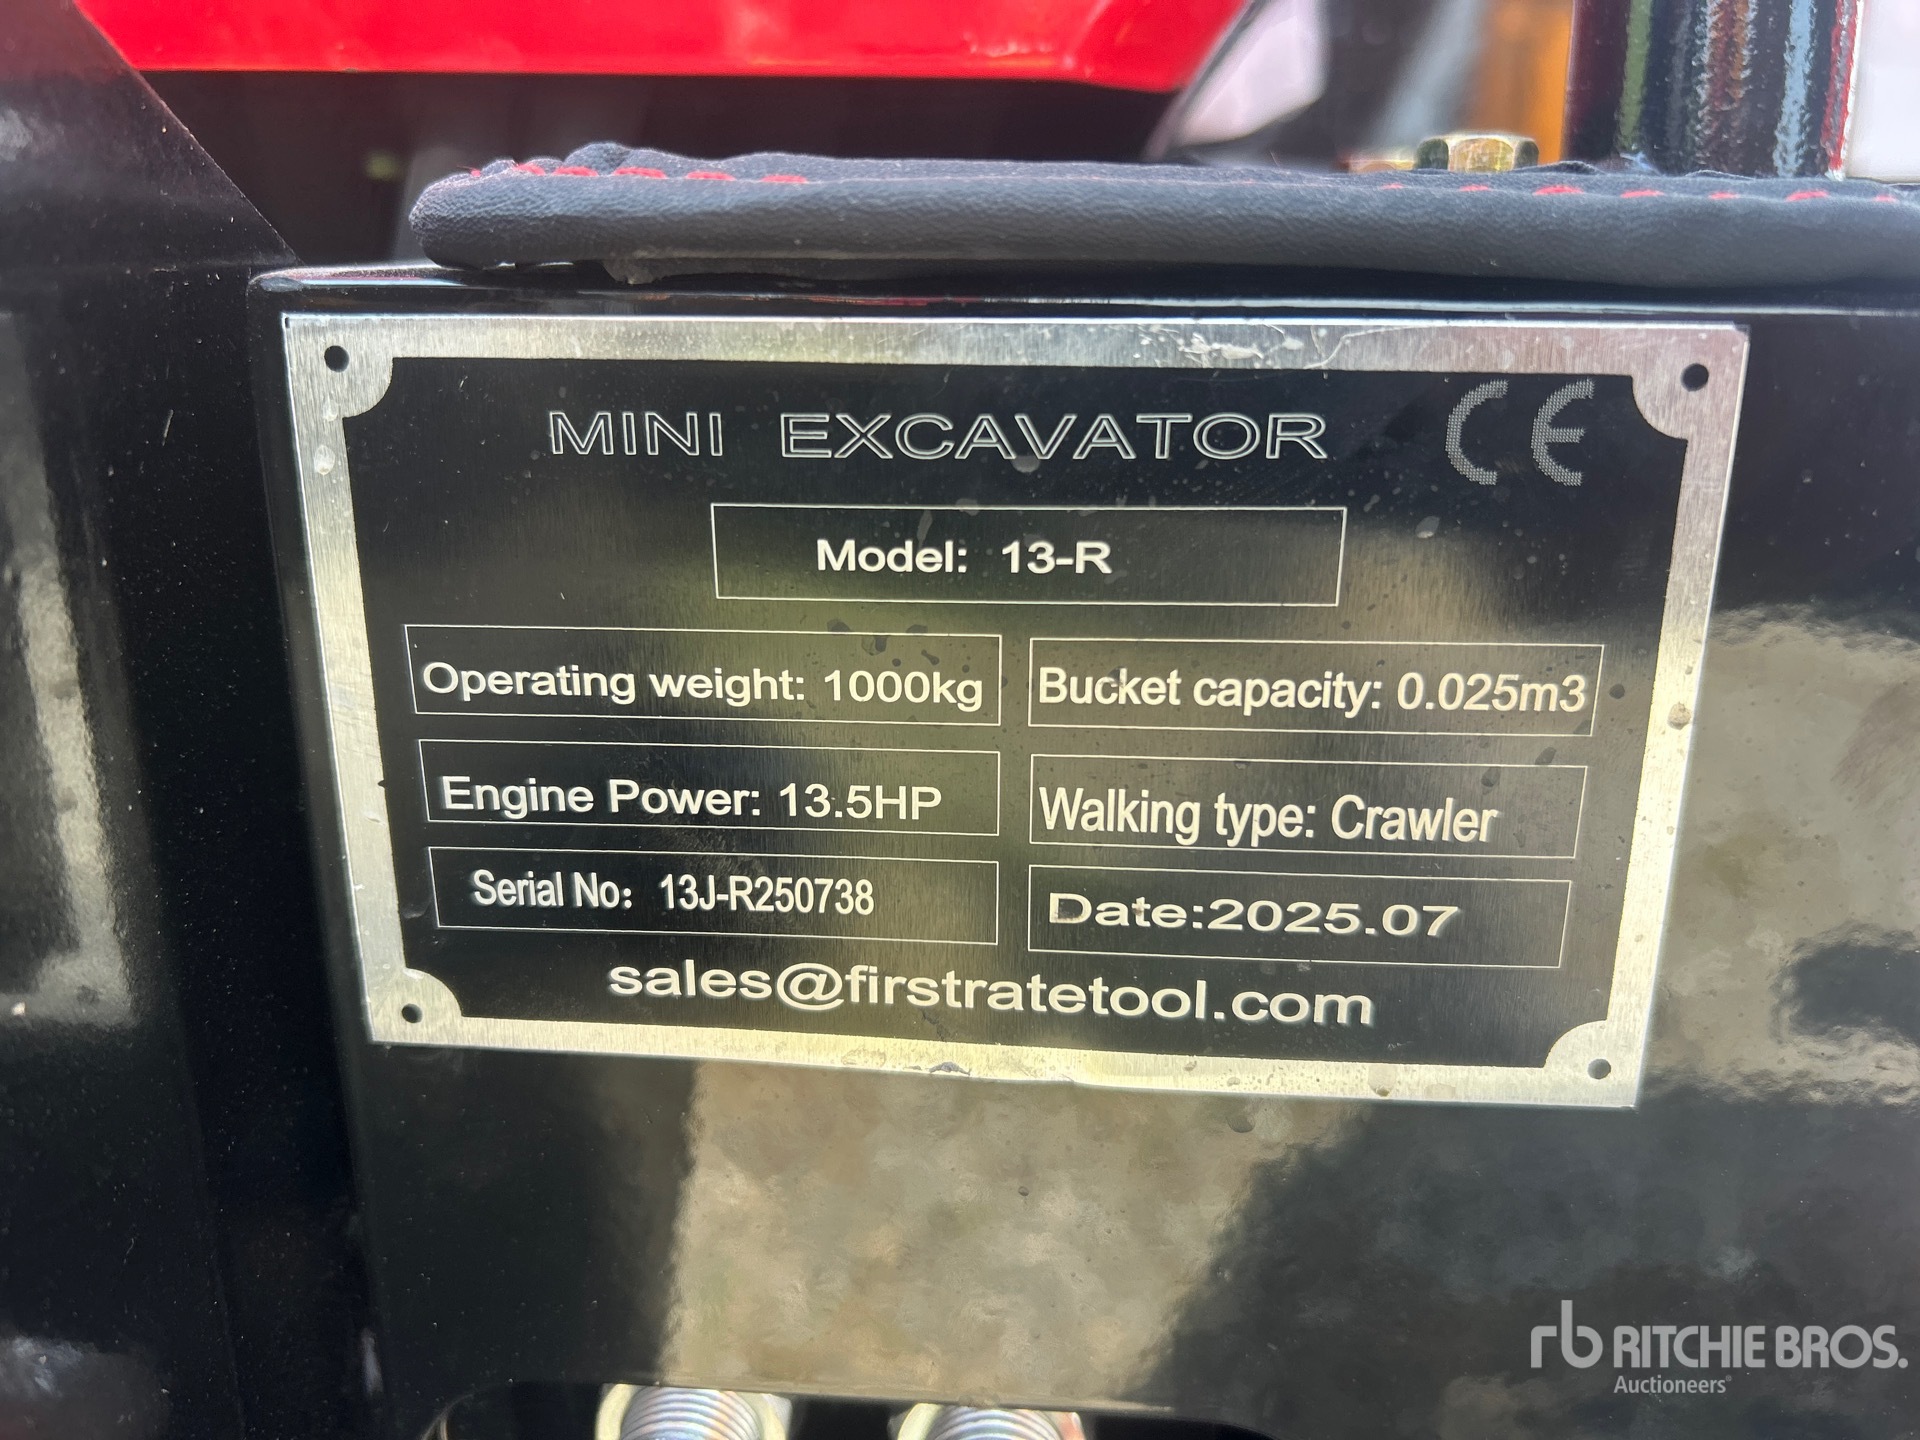 MINI EXCAVATOR CE
Model: 13-R
Operating weight: 1000kg
Bucket capacity: 0.025m3
Engine Power: 13.5HP
Walking type: Crawler
Serial No: 13J-R250738
Date:2025.07
sales@firstratetool.com
rb RITCHIE BROS.
Auctioneers